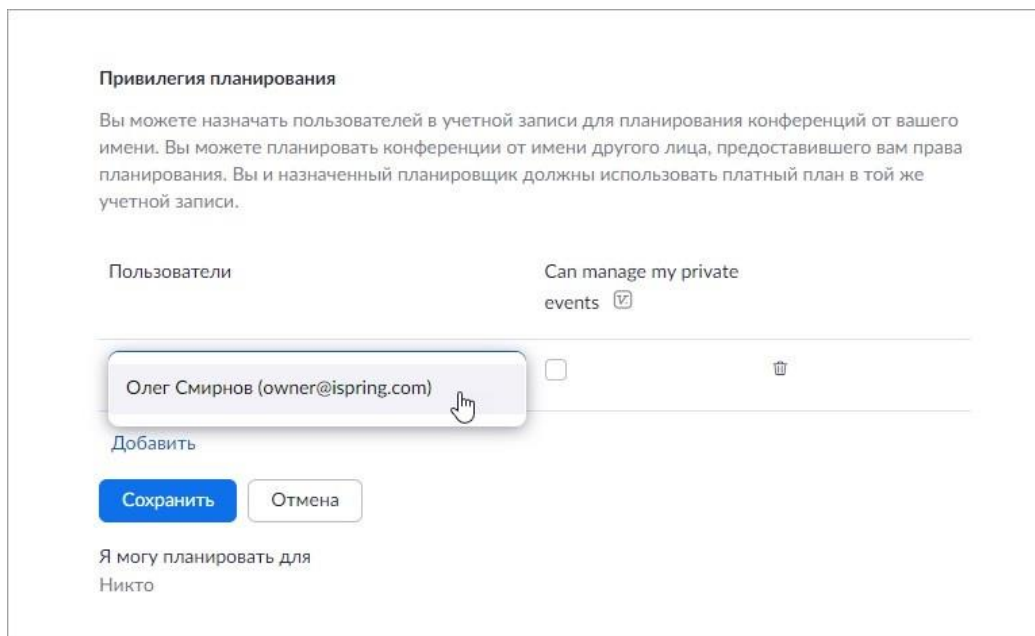 Привилегия планирования
Вы можете назначать пользователей в учетной записи для планирования конференций от вашего
имени. Вы можете планировать конференции от имени другого лица, предоставившего вам права
планирования. Вы и назначенный планировщик должны использовать платный план в той же
учетной записи.
Пользователи
Can manage my private
events
Олег Смирнов (owner@ispring.com)
Добавить
Сохранить
Отмена
Я могу планировать для
Никто